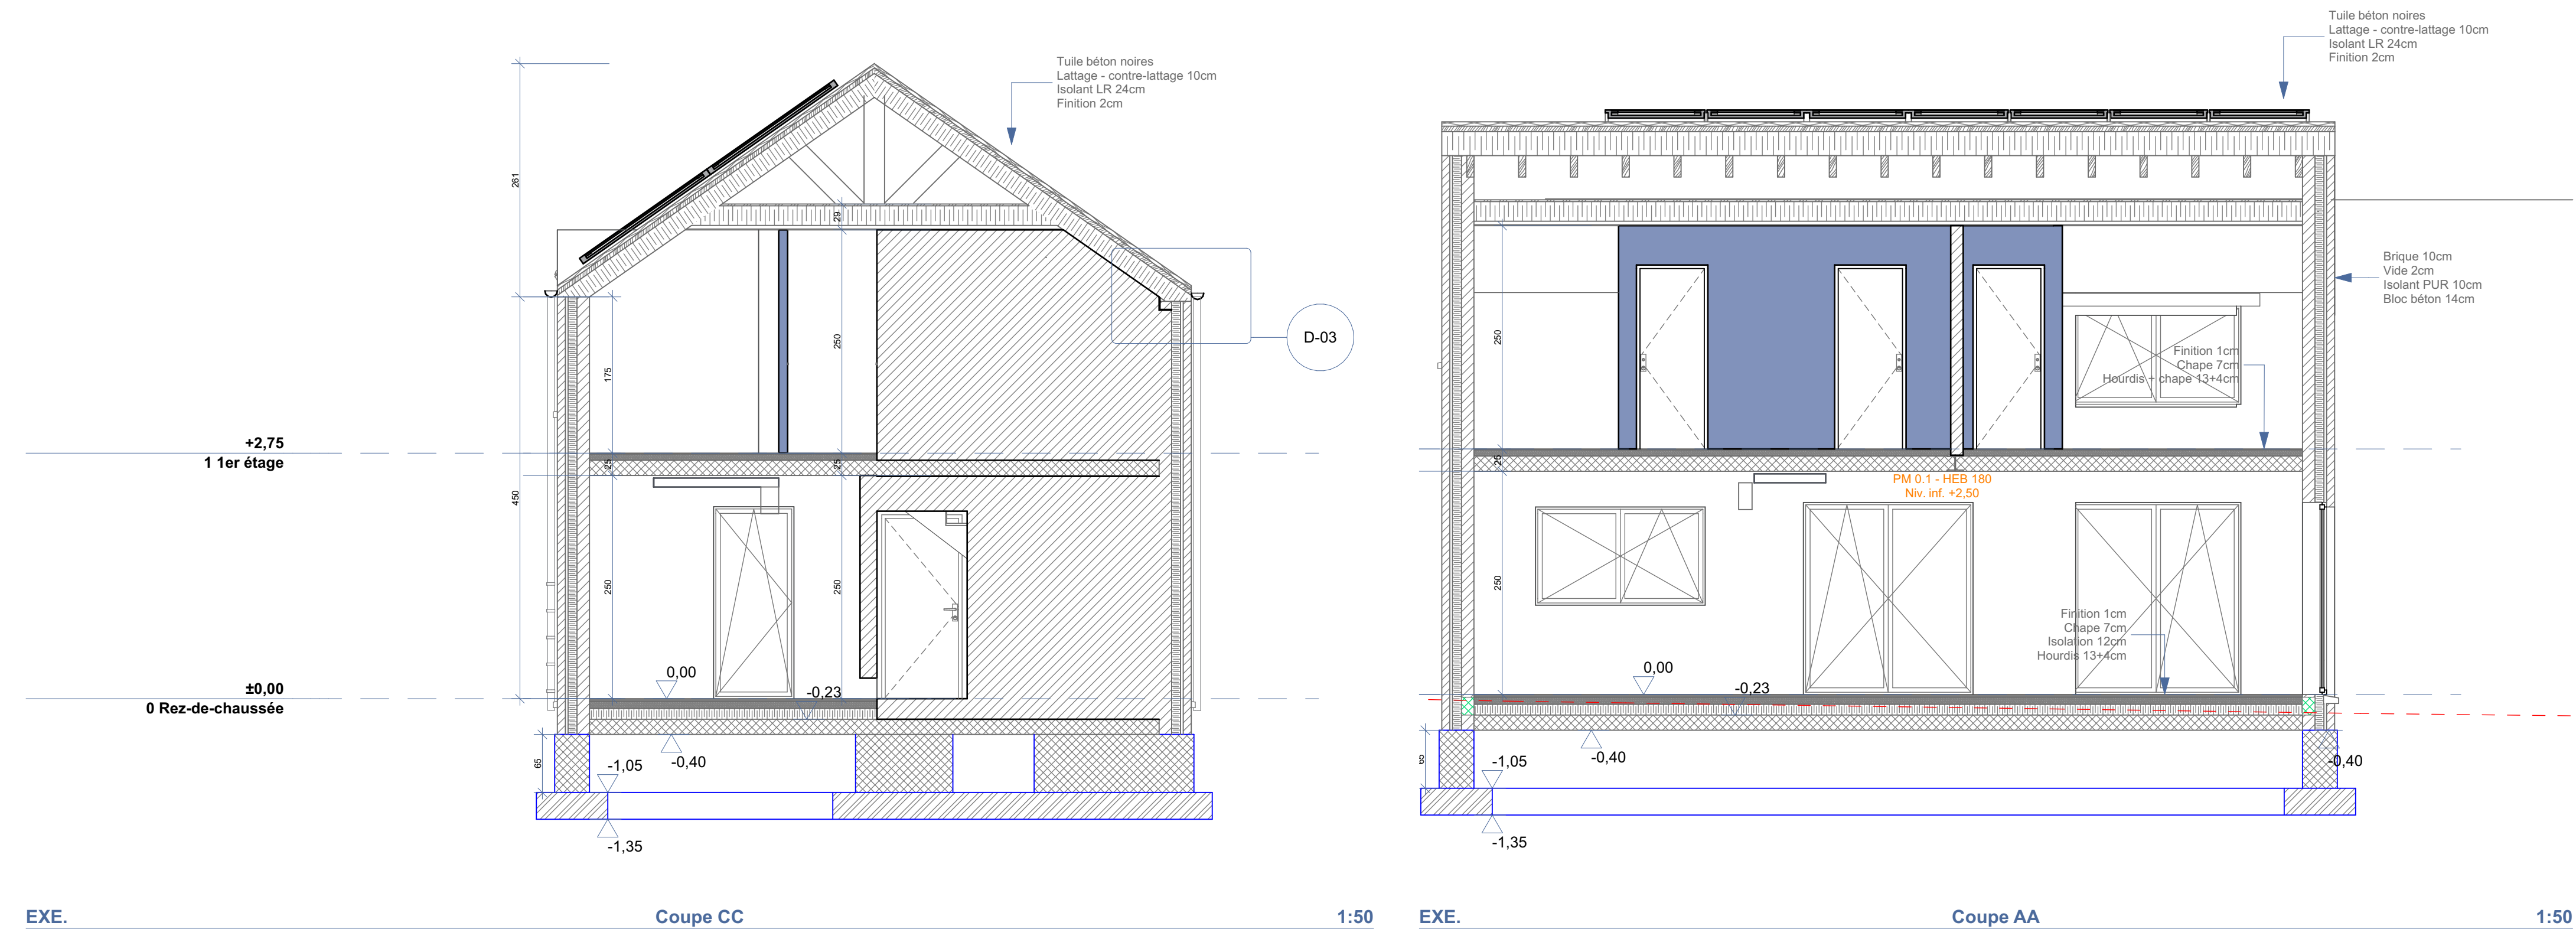 Tuile béton noires
Lattage - contre-lattage 10cm
Isolant LR 24cm
Finition 2cm
261
29
250
175
D-03
+2,75
1 1er étage
25
25
450
250
250
0,00
-0,23
±0,00
0 Rez-de-chaussée
65
-1,05
-0,40
-1,35
EXE.
Coupe CC
1:50
Tuile béton noires
Lattage - contre-lattage 10cm
Isolant LR 24cm
Finition 2cm
Brique 10cm
Vide 2cm
Isolant PUR 10cm
Bloc béton 14cm
250
Finition 1cm
Chape 7cm
Hourdis + chape 13+4cm
25
PM 0.1 - HEB 180
Niv. inf. +2,50
250
Finition 1cm
Chape 7cm
Isolation 12cm
Hourdis 13+4cm
0,00
-0,23
-0,40
-0,40
-1,05
-1,35
EXE.
Coupe AA
1:50